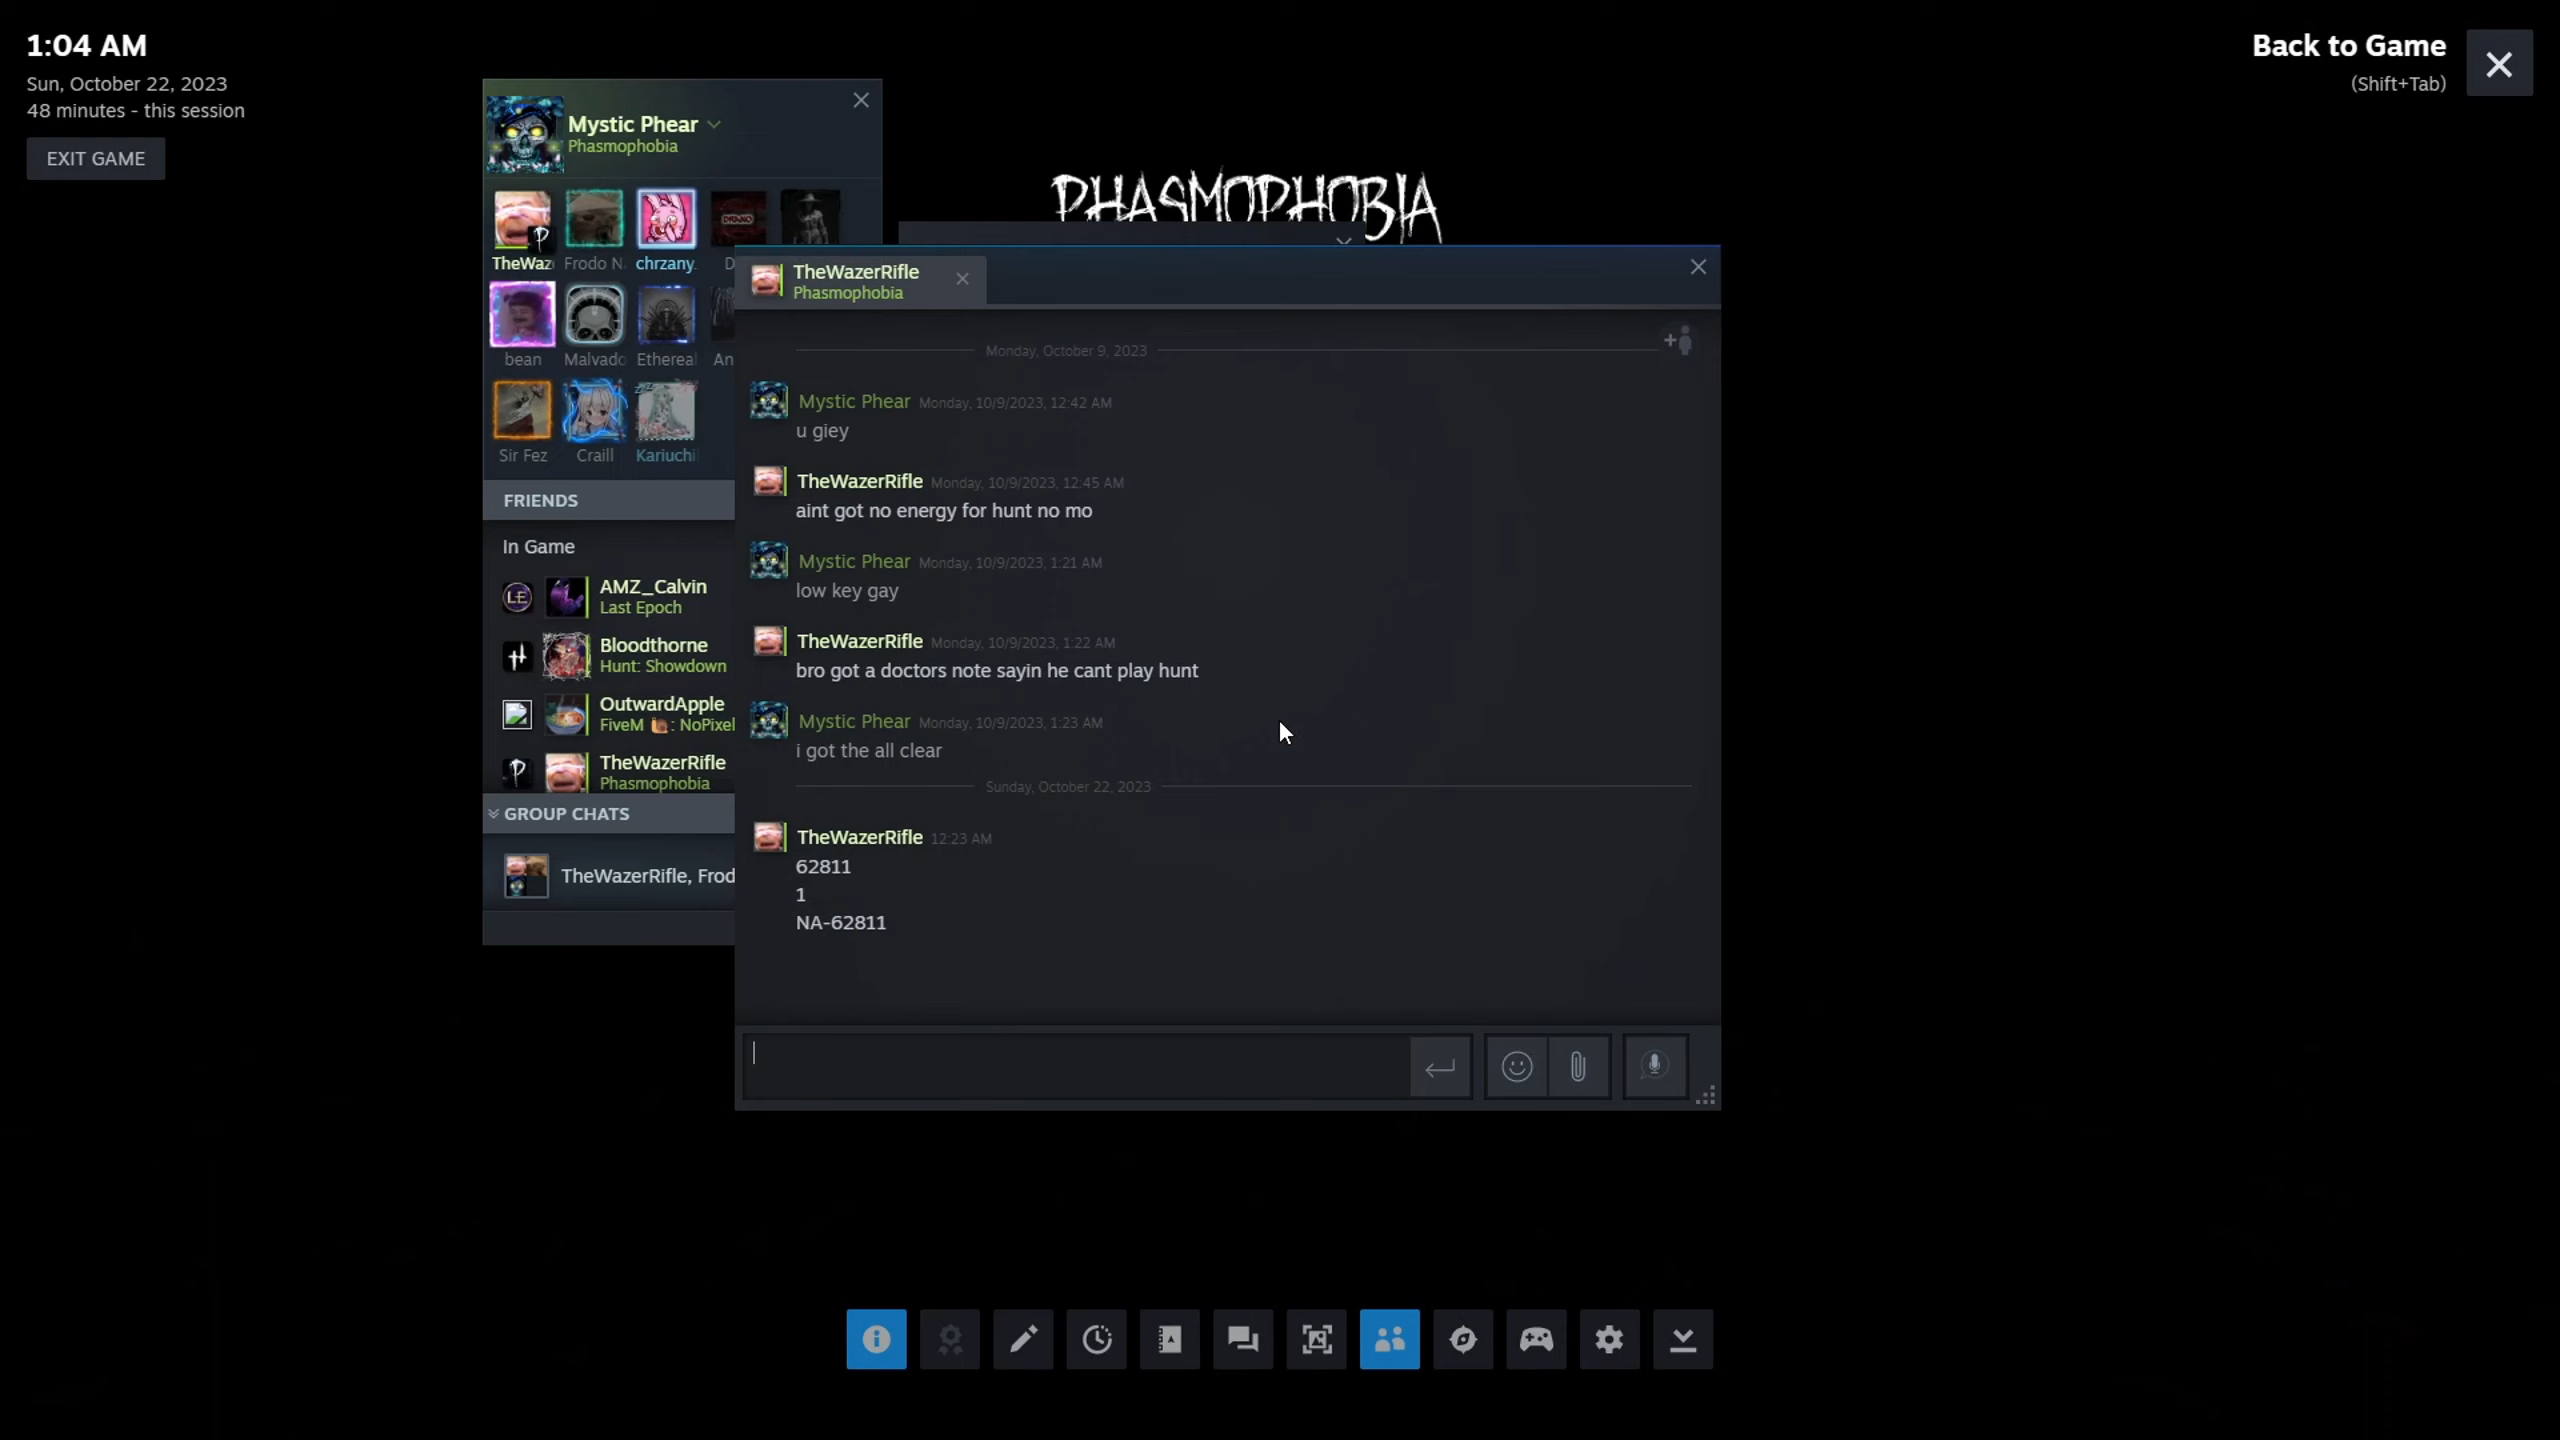 1:04 AM
Sun, October 22, 2023
48 minutes - this session
EXIT GAME
Back to Game
(Shift+Tab)
PHASMOPHOBIA
Mystic Phear
Phasmophobia
TheWaz
Frodo N
chrzany.
D
bean
Malvado
Ethereal
An
Sir Fez
Craill
Kariuchi
FRIENDS
In Game
AMZ_Calvin
Last Epoch
Bloodthorne
Hunt: Showdown
OutwardApple
FiveM 🐌: NoPixel
TheWazerRifle
Phasmophobia
GROUP CHATS
TheWazerRifle, Frod
TheWazerRifle
Phasmophobia
Monday, October 9, 2023
Mystic Phear Monday, 10/9/2023, 12:42 AM
u giey
TheWazerRifle Monday, 10/9/2023, 12:45 AM
aint got no energy for hunt no mo
Mystic Phear Monday, 10/9/2023, 1:21 AM
low key gay
TheWazerRifle Monday, 10/9/2023, 1:22 AM
bro got a doctors note sayin he cant play hunt
Mystic Phear Monday, 10/9/2023, 1:23 AM
i got the all clear
Sunday, October 22, 2023
TheWazerRifle 12:23 AM
62811
1
NA-62811